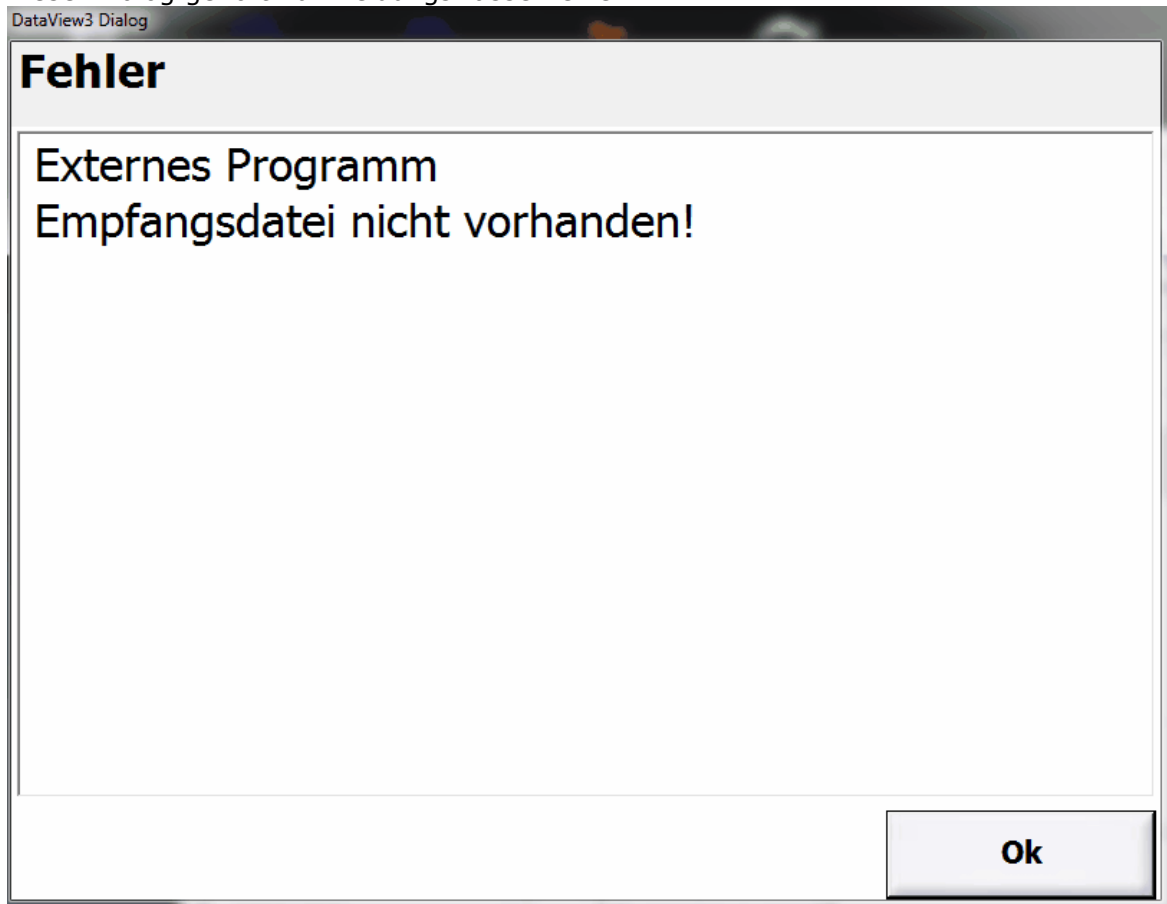 DataView3 Dialog
Fehler
Externes Programm
Empfangsdatei nicht vorhanden!
Ok